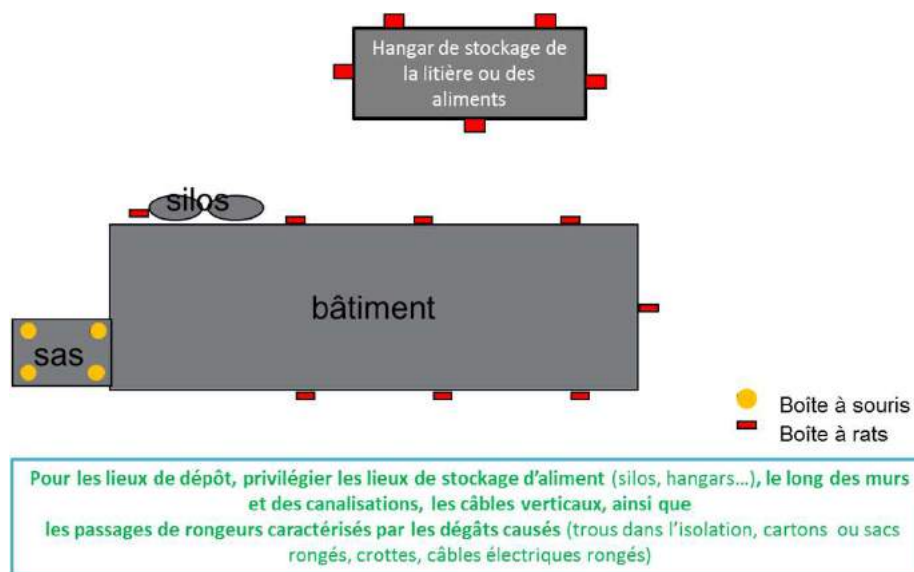 Hangar de stockage de
la litière ou des
aliments
silos
bâtiment
sas
Boîte à souris
Boîte à rats
Pour les lieux de dépôt, privilégier les lieux de stockage d'aliment (silos, hangars...), le long des murs
et des canalisations, les câbles verticaux, ainsi que
les passages de rongeurs caractérisés par les dégâts causés (trous dans l'isolation, cartons ou sacs
rongés, crottes, câbles électriques rongés)